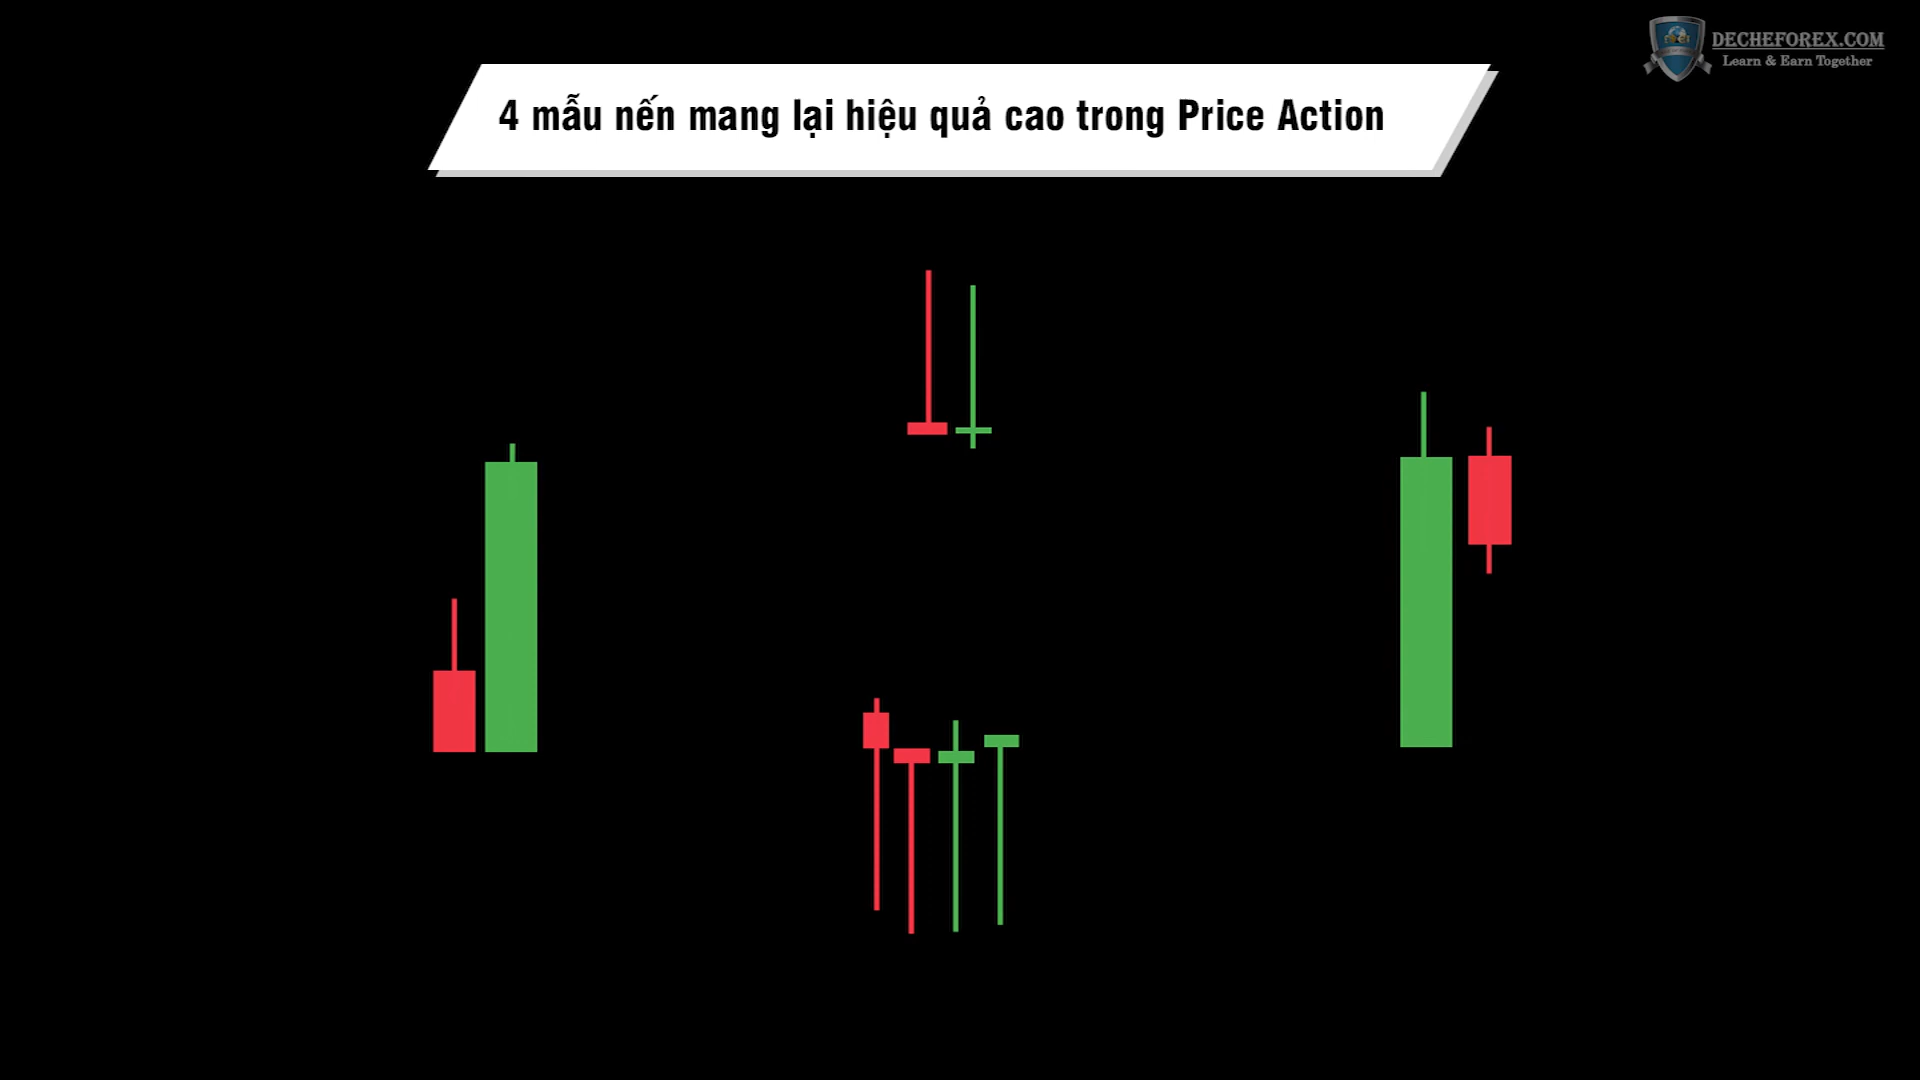 DECHEFOREX.COM
Learn & Earn Together
4 mẫu nến mang lại hiệu quả cao trong Price Action